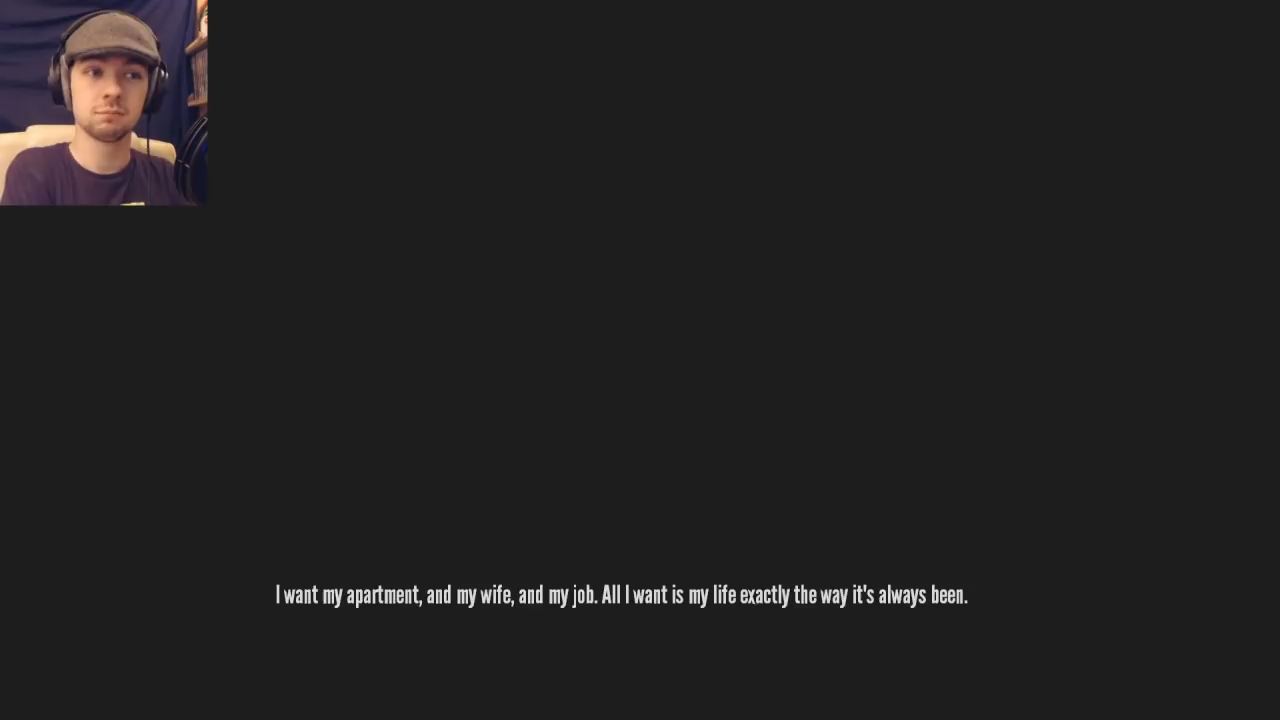 I want my apartment, and my wife, and my job. All I want is my life exactly the way it's always been.